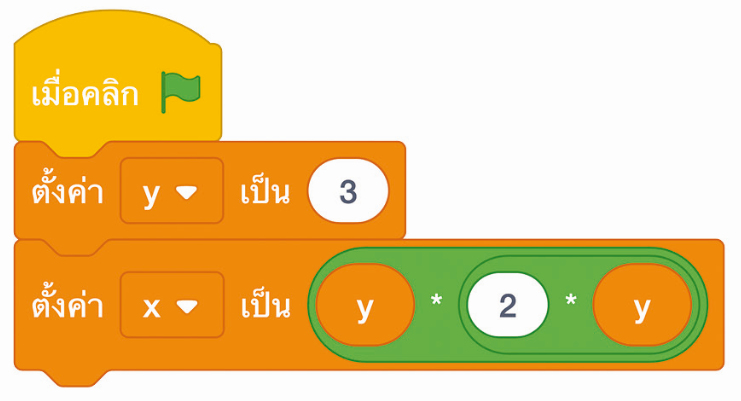 เมื่อคลิก
ตั้งค่า y เป็น 3
ตั้งค่า x เป็น y * 2 * y